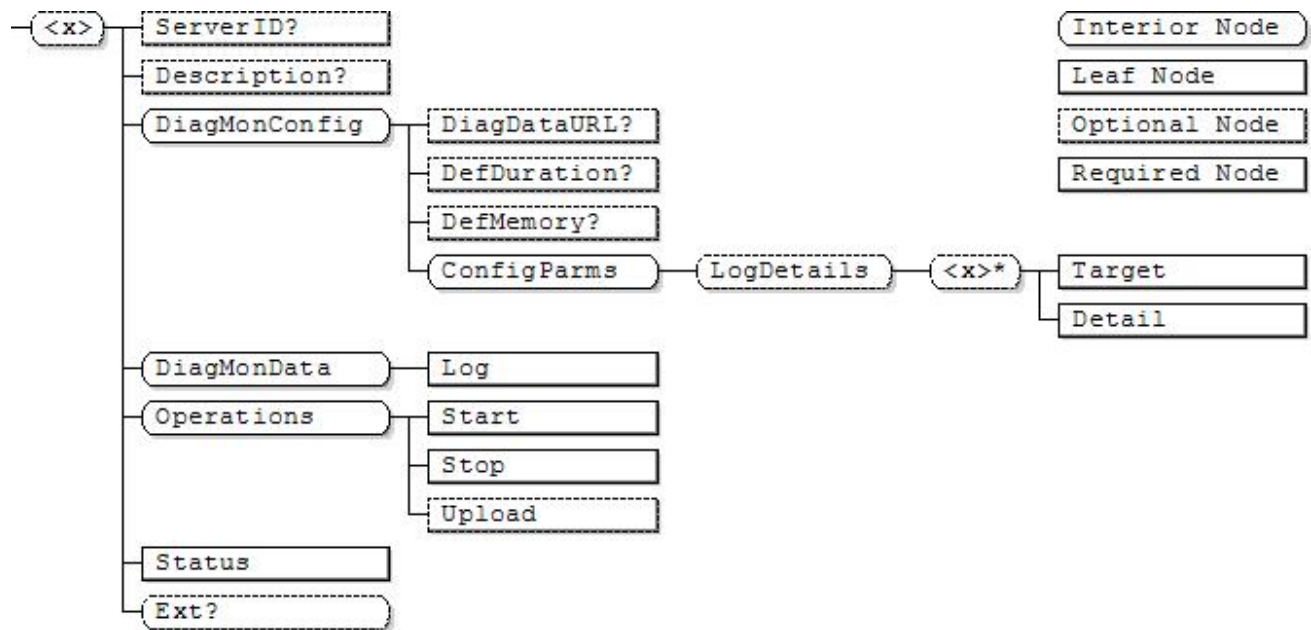 <x>
ServerID?
Description?
DiagMonConfig
DiagDataURL?
DefDuration?
DefMemory?
ConfigParms
LogDetails
<x>*
Target
Detail
DiagMonData
Log
Operations
Start
Stop
Upload
Status
Ext?
Interior Node
Leaf Node
Optional Node
Required Node